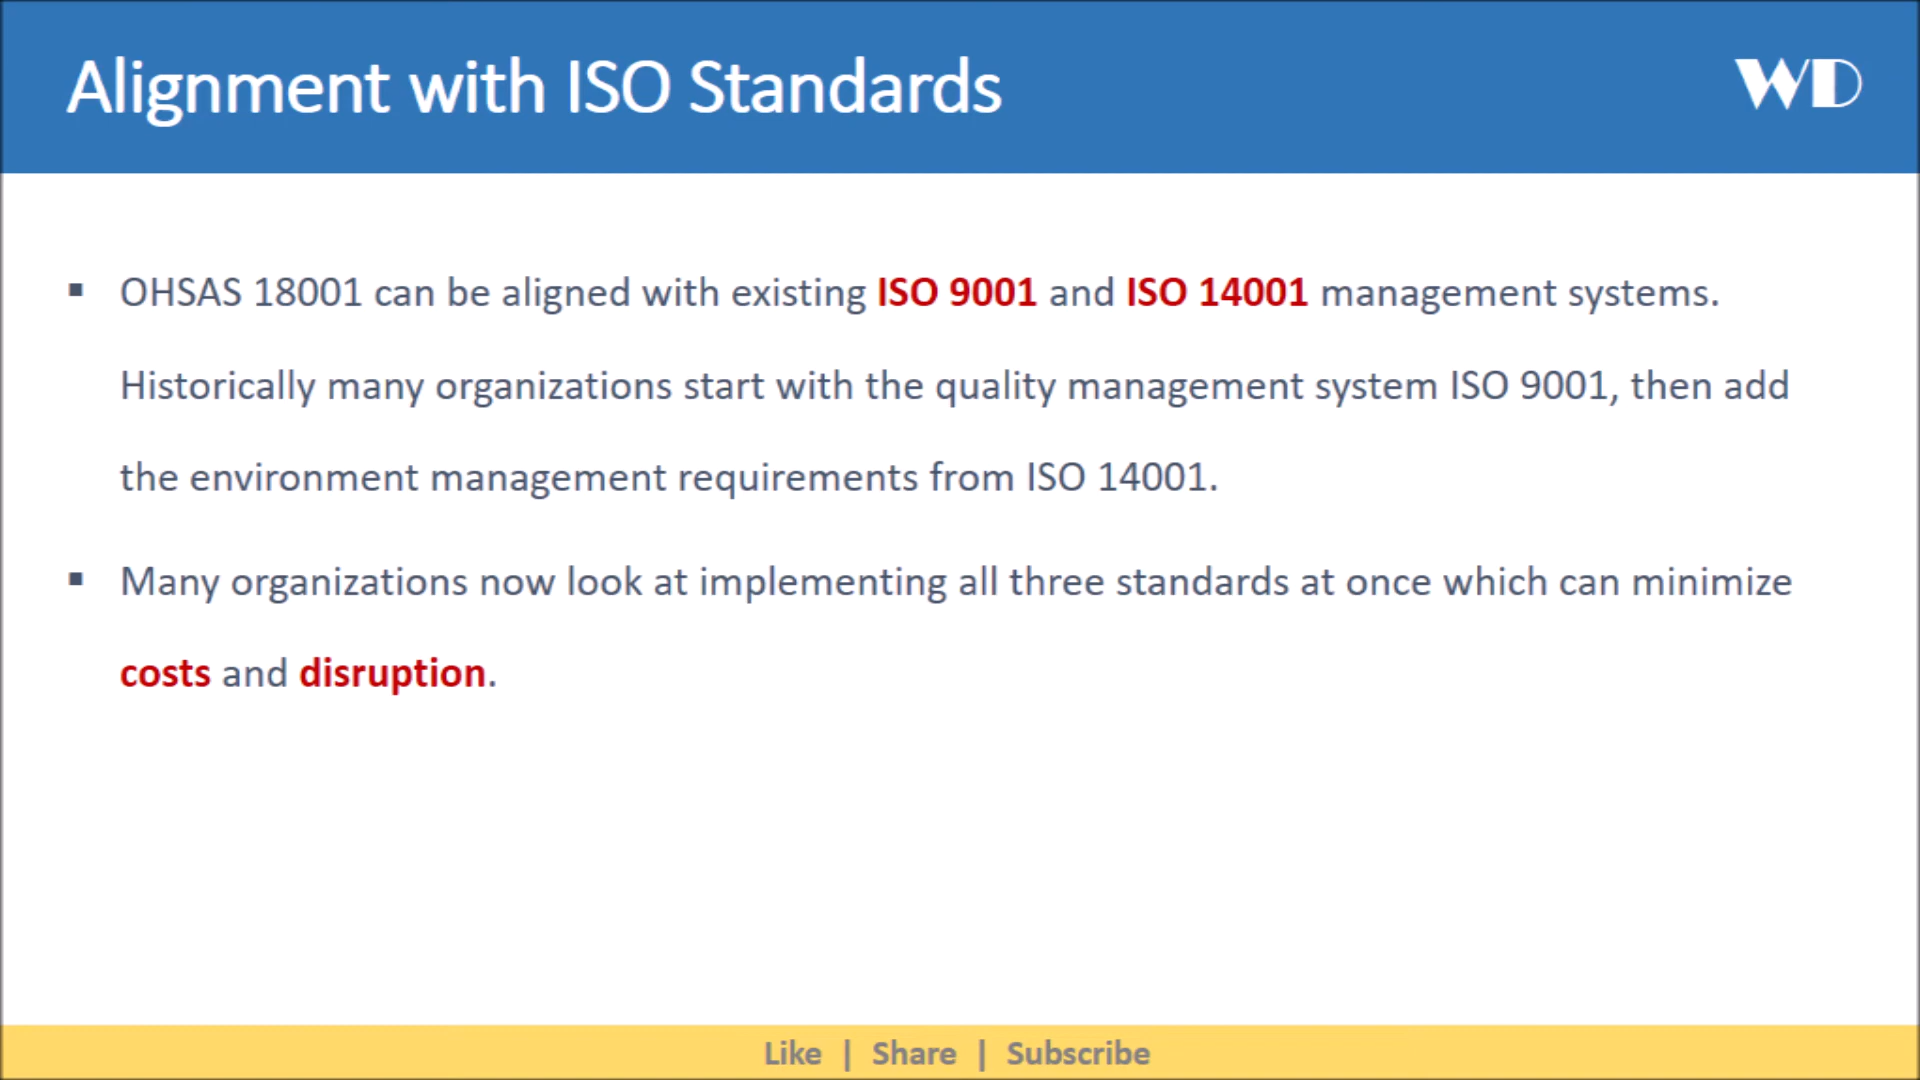 Alignment with ISO Standards
WD
▪ OHSAS 18001 can be aligned with existing ISO 9001 and ISO 14001 management systems.
Historically many organizations start with the quality management system ISO 9001, then add
the environment management requirements from ISO 14001.
▪ Many organizations now look at implementing all three standards at once which can minimize
costs and disruption.
Like | Share | Subscribe